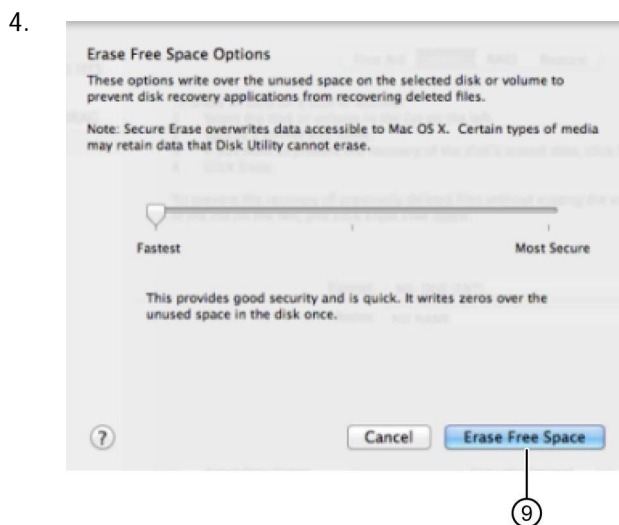 4.
Erase Free Space Options
These options write over the unused space on the selected disk or volume to
prevent disk recovery applications from recovering deleted files.
Note: Secure Erase overwrites data accessible to Mac OS X. Certain types of media
may retain data that Disk Utility cannot erase.
Fastest Most Secure
This provides good security and is quick. It writes zeros over the
unused space in the disk once.
? Cancel Erase Free Space
9